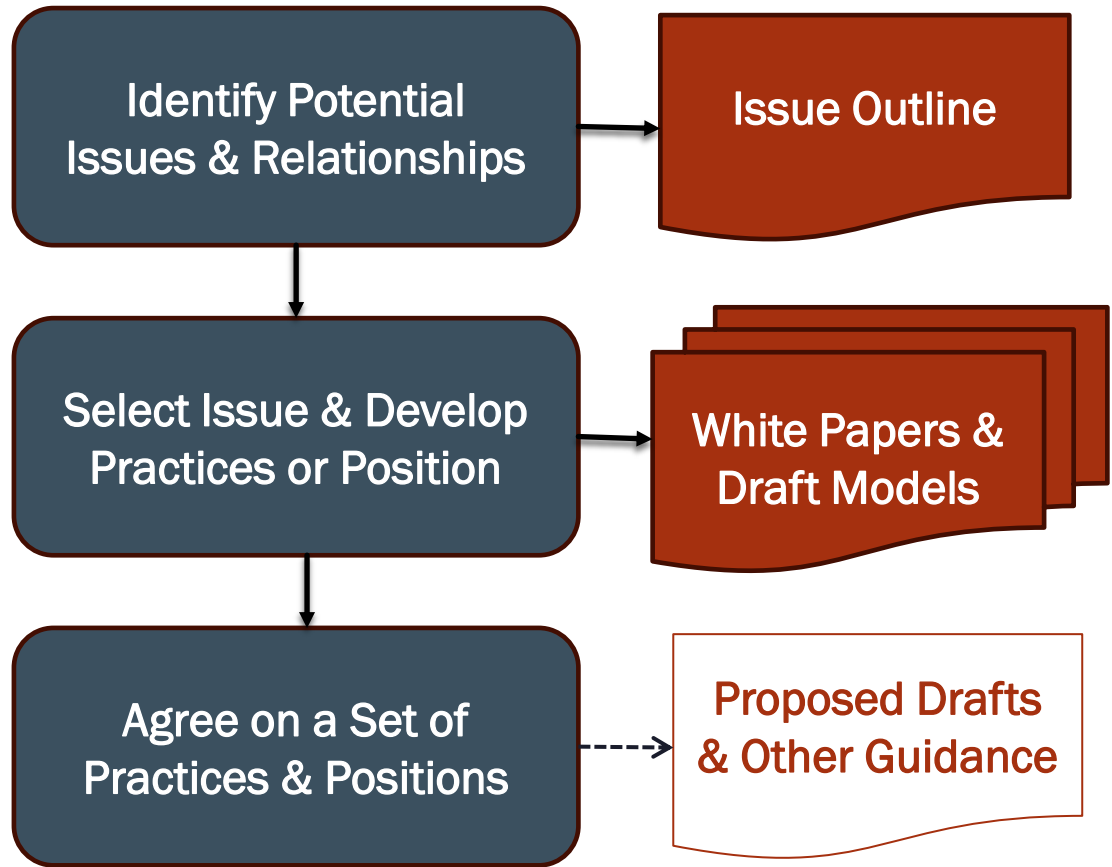 Identify Potential
Issues & Relationships
Issue Outline
Select Issue & Develop
Practices or Position
White Papers &
Draft Models
Agree on a Set of
Practices & Positions
Proposed Drafts
& Other Guidance